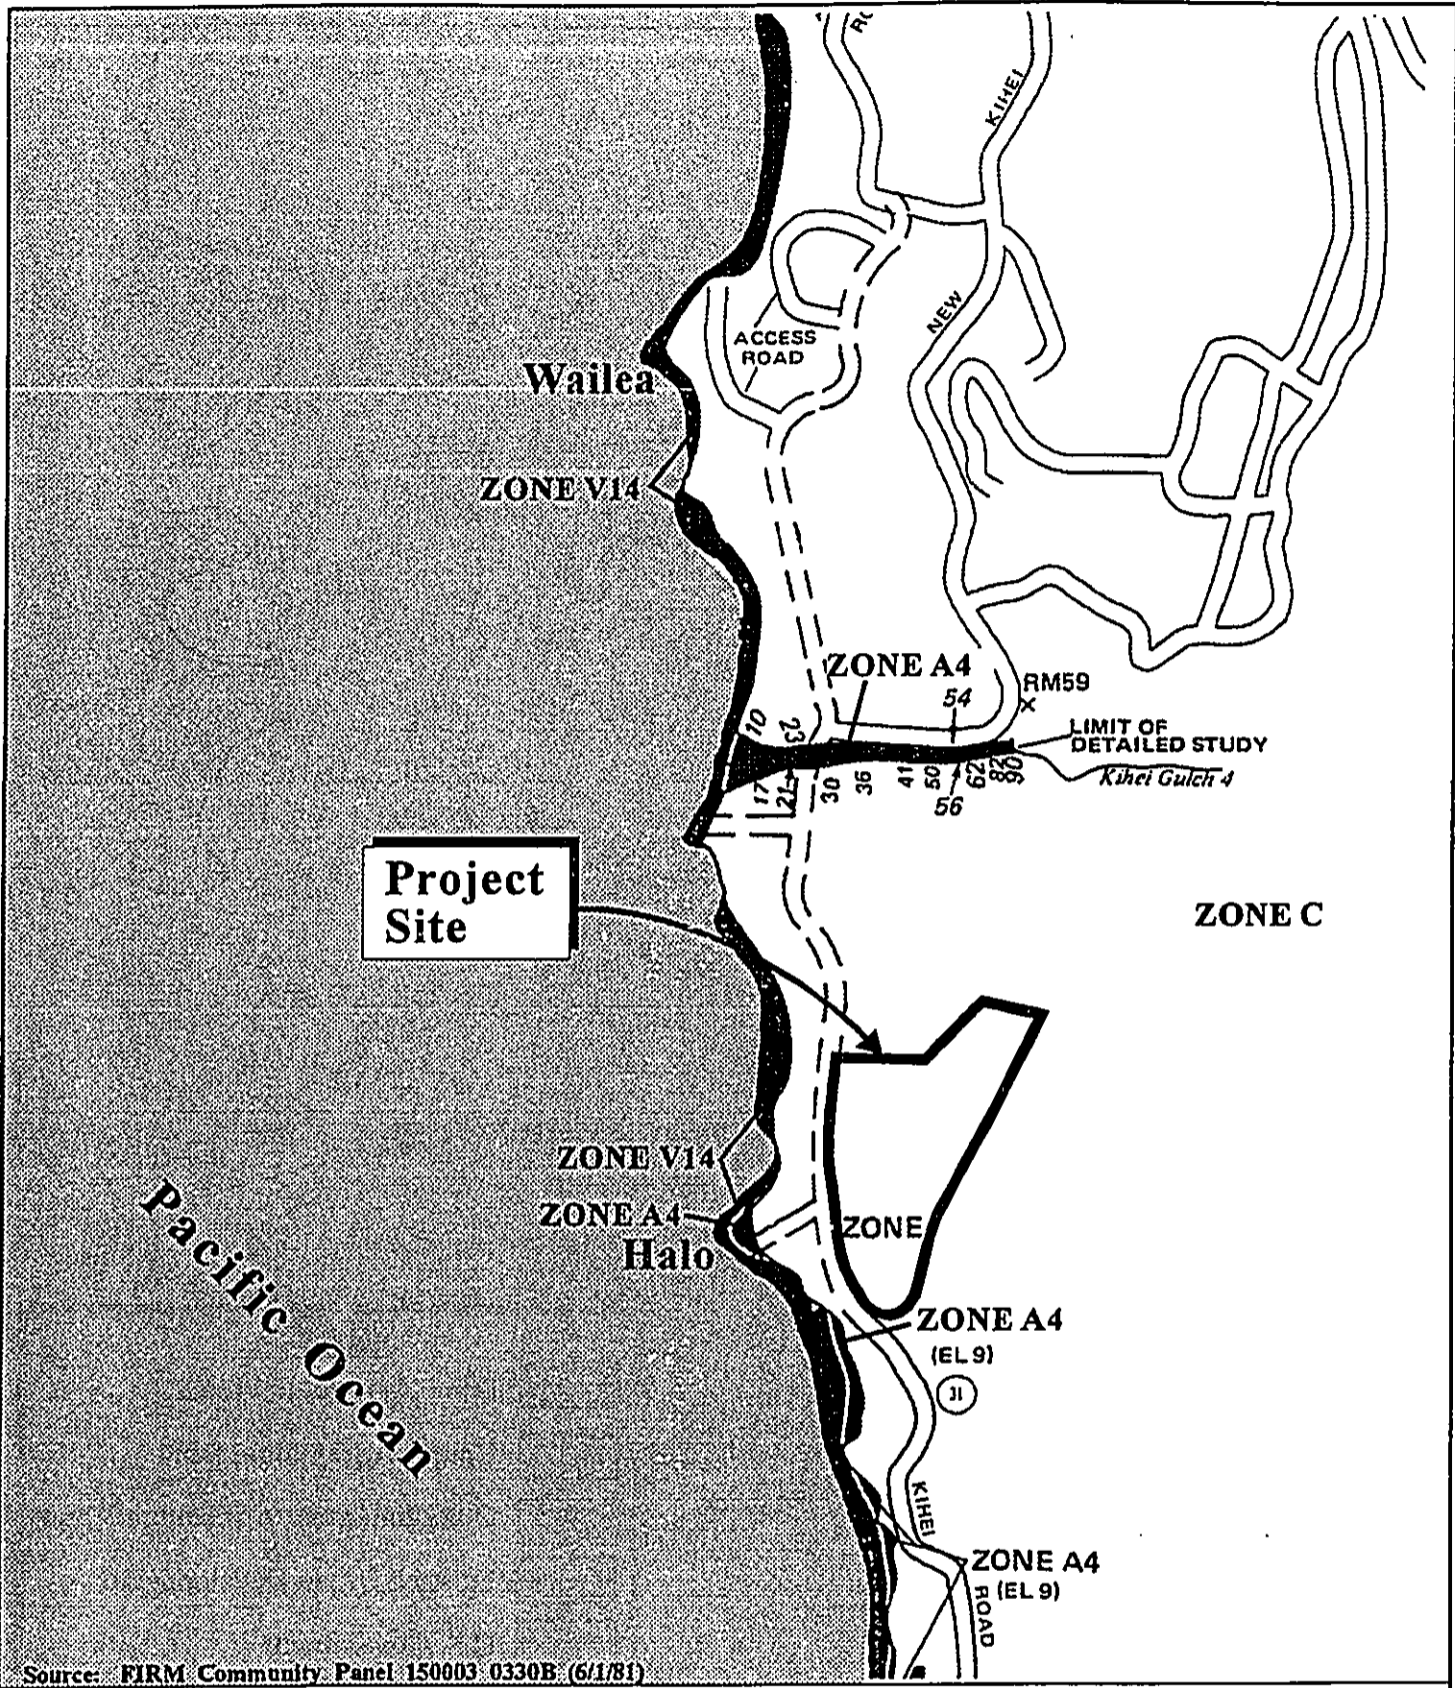 KIHEI
NEW
ACCESS
ROAD
Wailea
ZONE V14
ZONE A4
54
RM59
10
23
LIMIT OF
DETAILED STUDY
Kihei Gulch 4
17
21
30
36
41
50
56
62
82
90
Project
Site
ZONE C
ZONE V14
ZONE A4
Halo
ZONE
Pacific Ocean
ZONE A4
(EL 9)
31
KIHEI
ZONE A4
(EL 9)
ROAD
Source: FIRM Community Panel 150003 0330B (6/1/81)